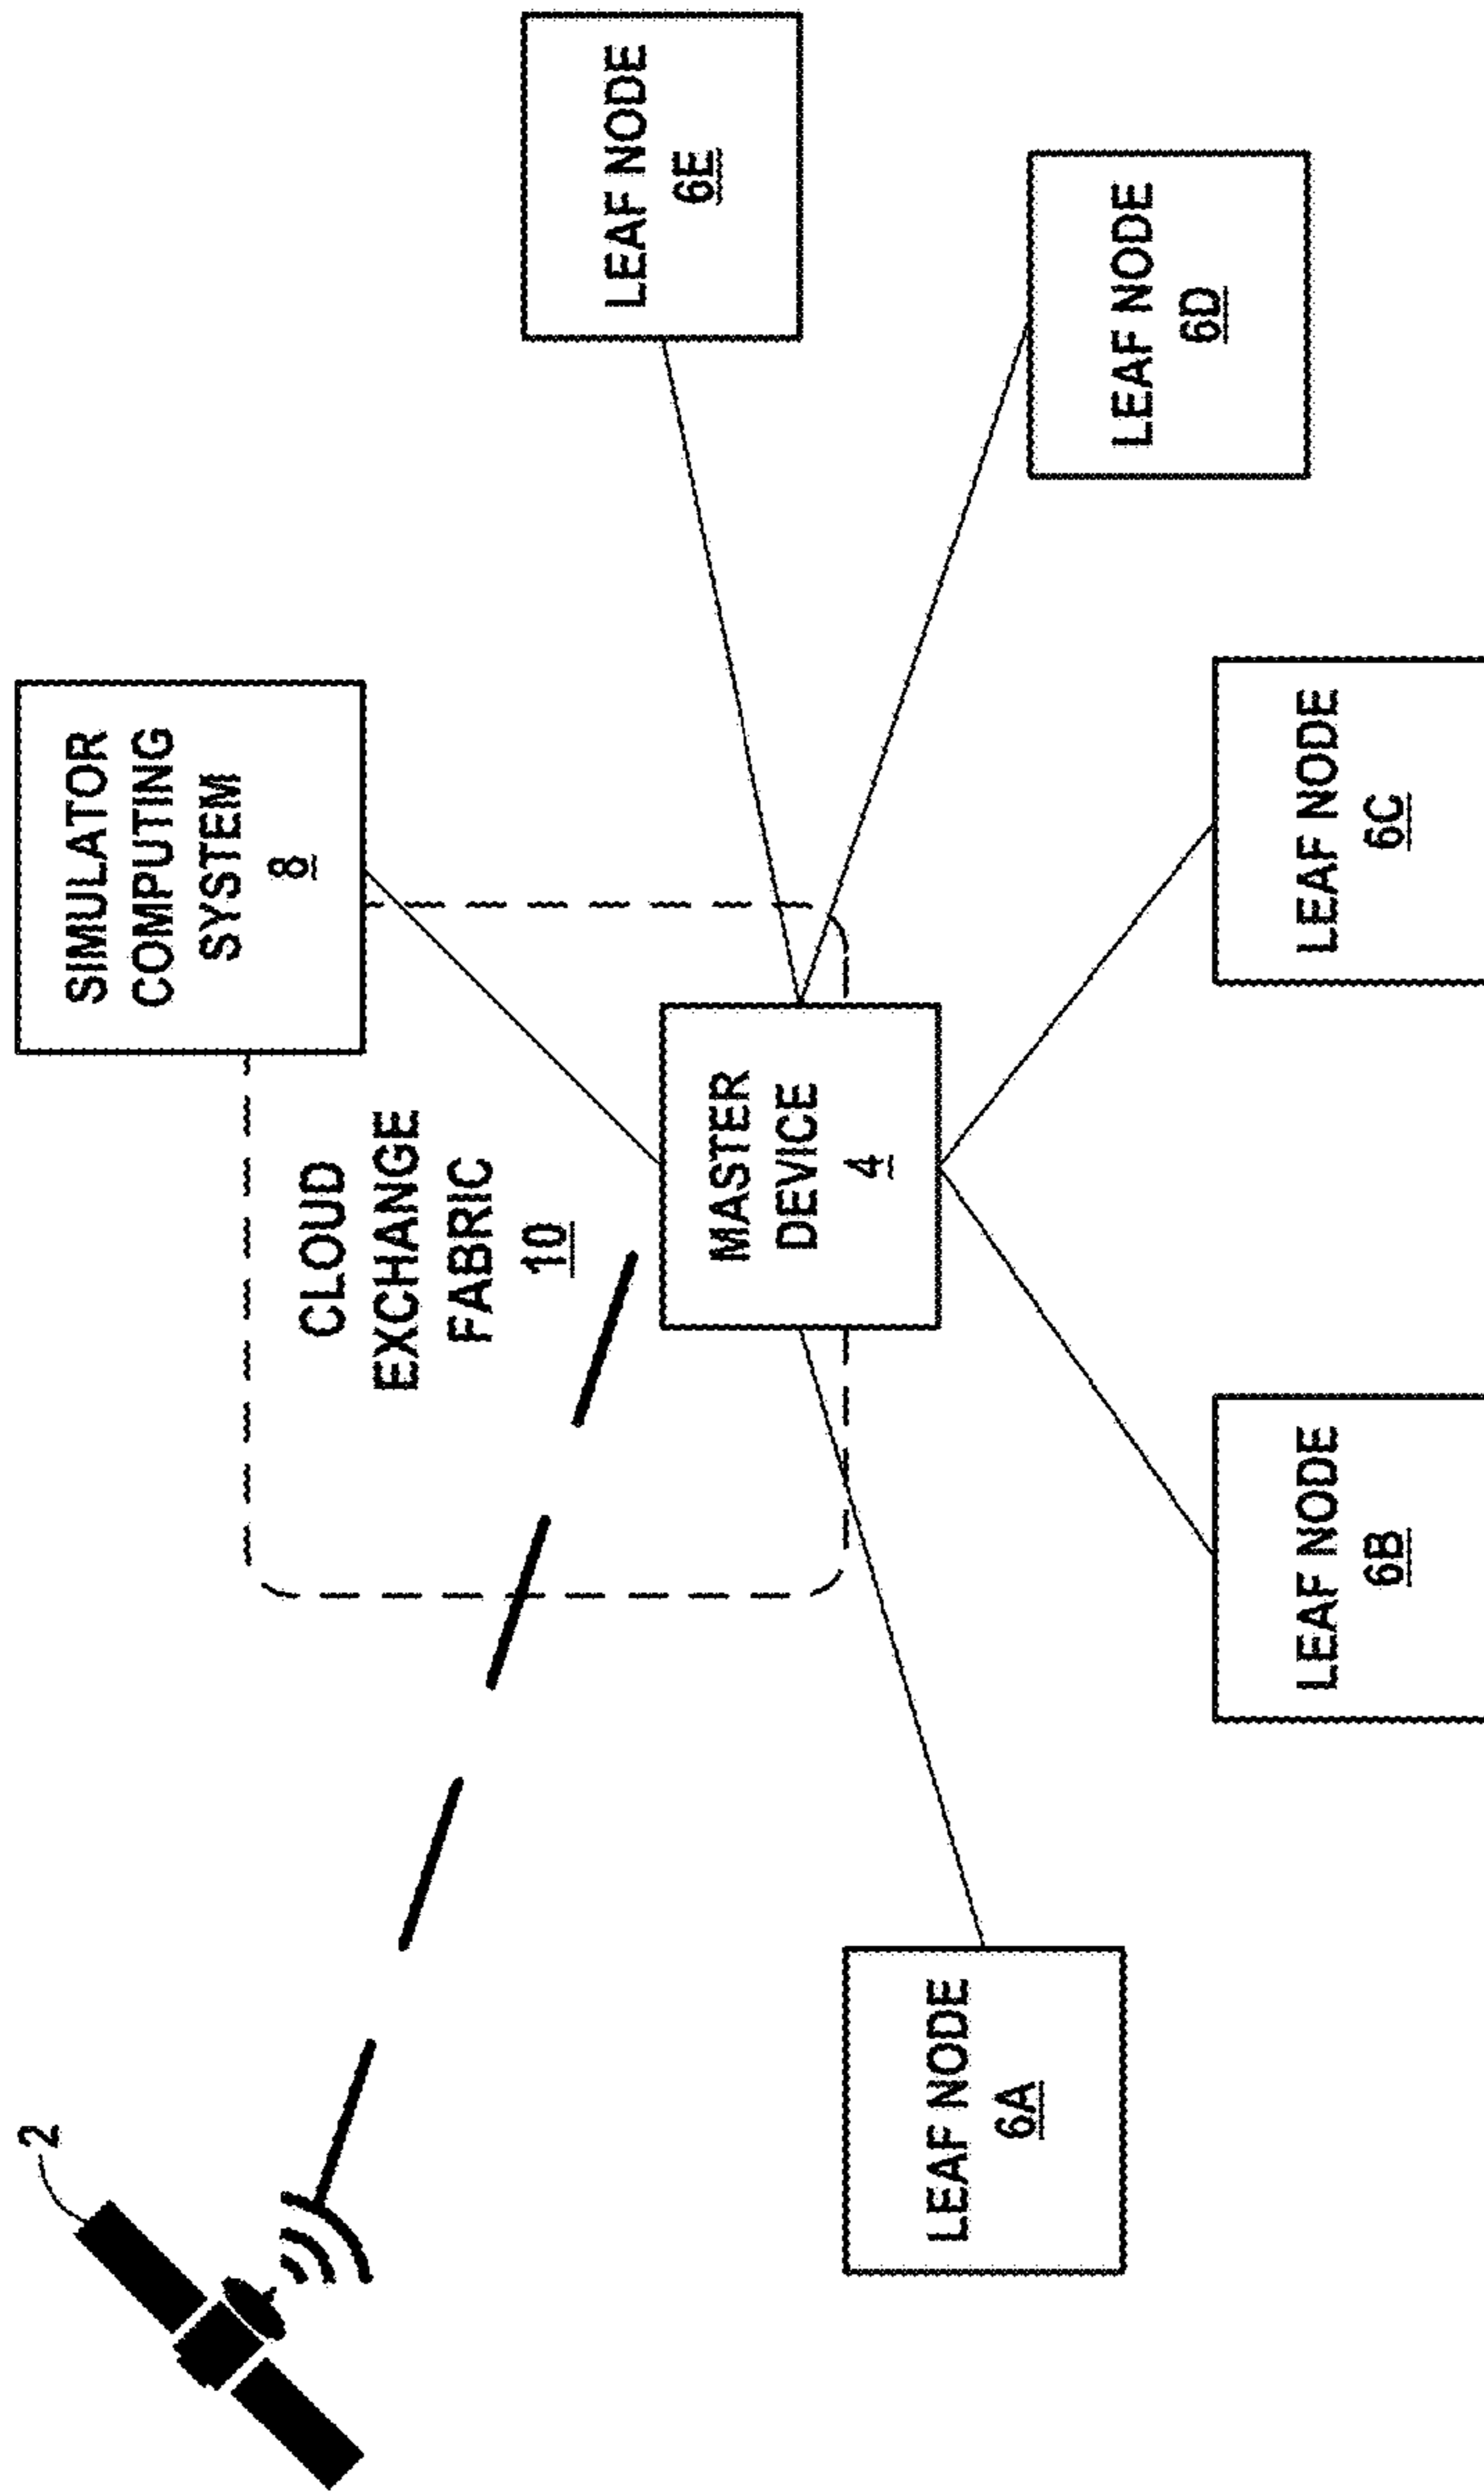 2
SIMULATOR
COMPUTING
SYSTEM
8
CLOUD
EXCHANGE
FABRIC
10
MASTER
DEVICE
4
LEAF NODE
6A
LEAF NODE
6B
LEAF NODE
6C
LEAF NODE
6D
LEAF NODE
6E